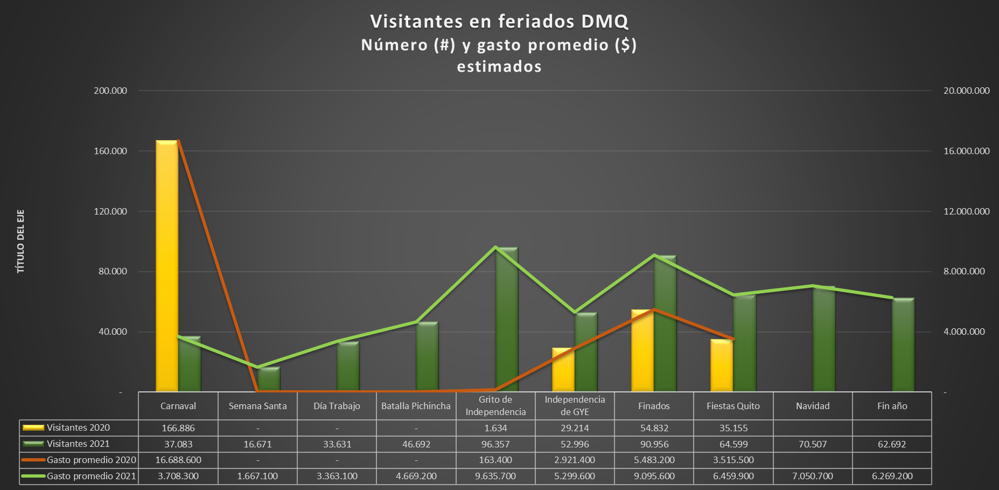 Visitantes en feriados DMQ
Número (#) y gasto promedio ($)
estimados
200.000
20.000.000
160.000
16.000.000
120.000
12.000.000
80.000
8.000.000
40.000
4.000.000
-
-
TÍTULO DEL EJE
Carnaval Semana Santa Día Trabajo Batalla Pichincha Grito de Independencia Independencia de GYE Finados Fiestas Quito Navidad Fin año
Visitantes 2020 166.886 - - - 1.634 29.214 54.832 35.155
Visitantes 2021 37.083 16.671 33.631 46.692 96.357 52.996 90.956 64.599 70.507 62.692
Gasto promedio 2020 16.688.600 - - - 163.400 2.921.400 5.483.200 3.515.500
Gasto promedio 2021 3.708.300 1.667.100 3.363.100 4.669.200 9.635.700 5.299.600 9.095.600 6.459.900 7.050.700 6.269.200